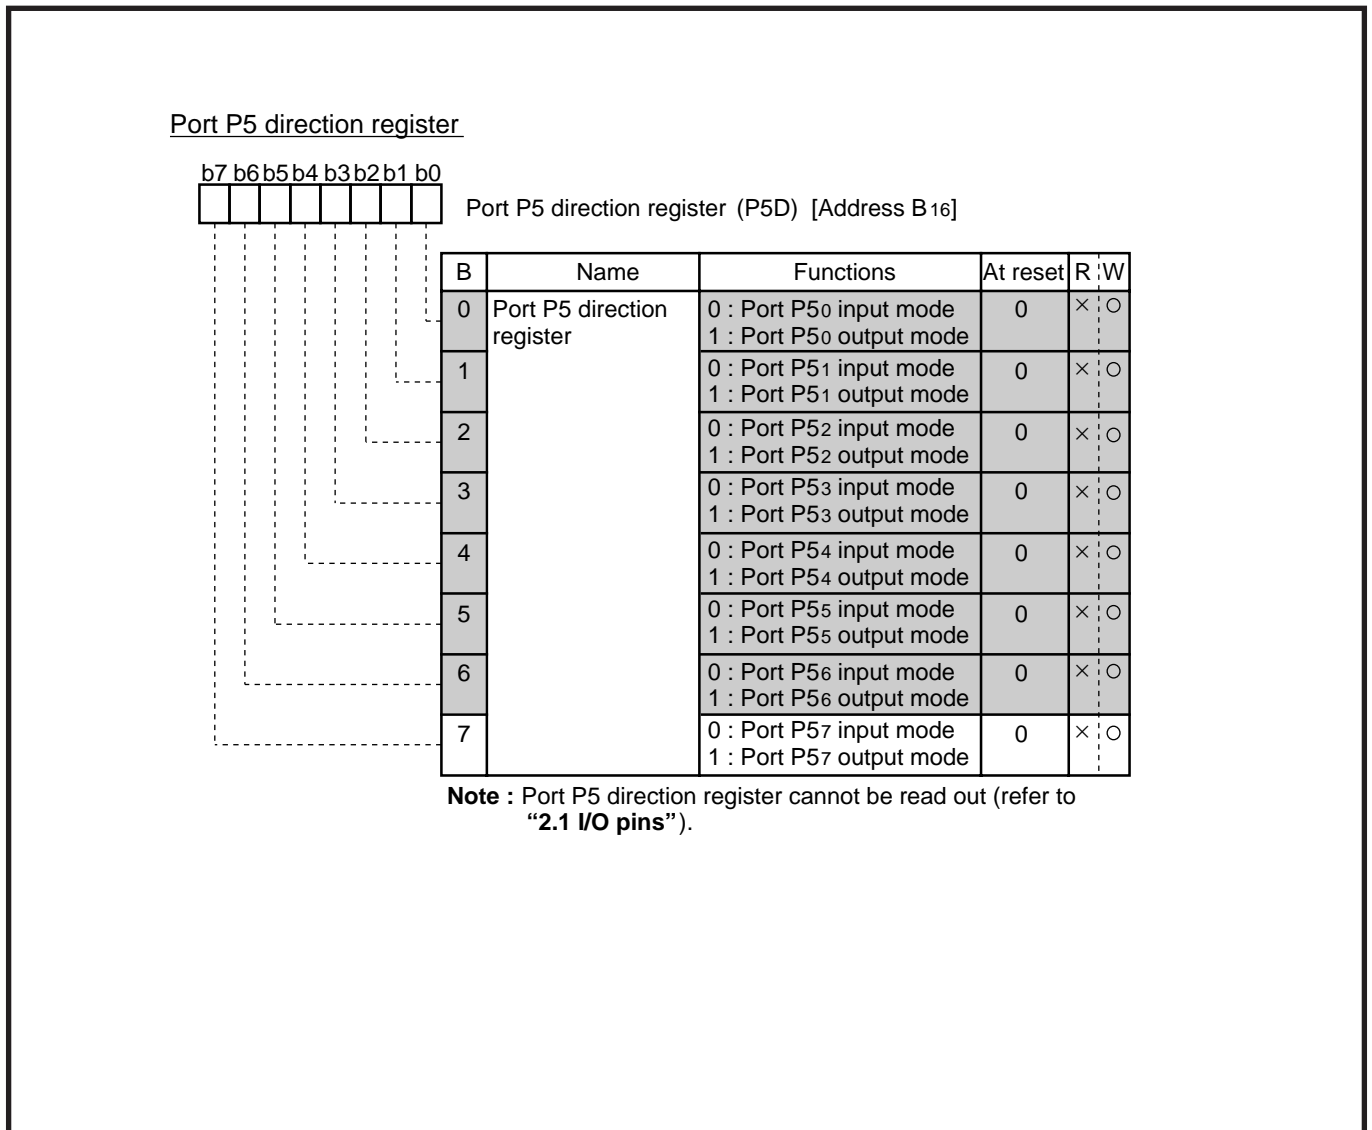 Port P5 direction register
b7 b6 b5 b4 b3 b2 b1 b0
Port P5 direction register (P5D) [Address B16]
B Name Functions At reset R W
0 Port P5 direction register 0 : Port P50 input mode 0 × ○
1 : Port P50 output mode
1 0 : Port P51 input mode 0 × ○
1 : Port P51 output mode
2 0 : Port P52 input mode 0 × ○
1 : Port P52 output mode
3 0 : Port P53 input mode 0 × ○
1 : Port P53 output mode
4 0 : Port P54 input mode 0 × ○
1 : Port P54 output mode
5 0 : Port P55 input mode 0 × ○
1 : Port P55 output mode
6 0 : Port P56 input mode 0 × ○
1 : Port P56 output mode
7 0 : Port P57 input mode 0 × ○
1 : Port P57 output mode
Note : Port P5 direction register cannot be read out (refer to
“2.1 I/O pins”).